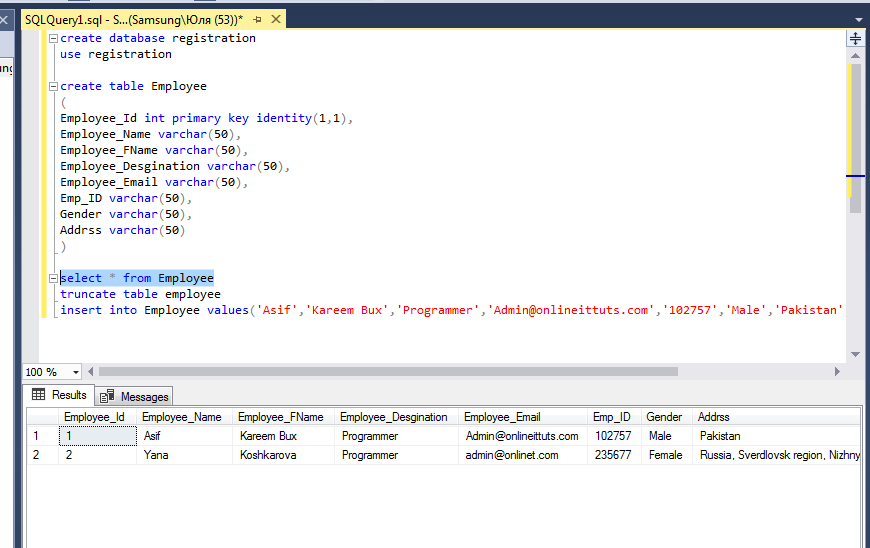 SQLQuery1.sql - S...(Samsung\Юля (53))*
create database registration
use registration
create table Employee
(
Employee_Id int primary key identity(1,1),
Employee_Name varchar(50),
Employee_FName varchar(50),
Employee_Desgination varchar(50),
Employee_Email varchar(50),
Emp_ID varchar(50),
Gender varchar(50),
Addrss varchar(50)
)
select * from Employee
truncate table employee
insert into Employee values('Asif','Kareem Bux','Programmer','Admin@onlineittuts.com','102757','Male','Pakistan'
100 %
Results Messages
Employee_Id Employee_Name Employee_FName Employee_Desgination Employee_Email Emp_ID Gender Addrss
1 1 Asif Kareem Bux Programmer Admin@onlineittuts.com 102757 Male Pakistan
2 2 Yana Koshkarova Programmer admin@onlinet.com 235677 Female Russia, Sverdlovsk region, Nizhny